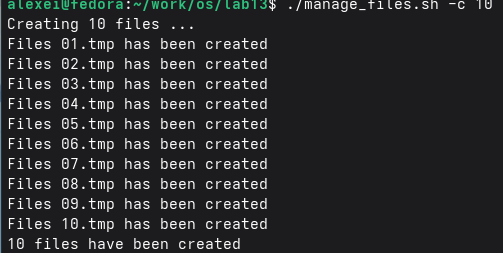 alexei@fedora:~/work/os/lab13$ ./manage_files.sh -c 10
Creating 10 files ...
Files 01.tmp has been created
Files 02.tmp has been created
Files 03.tmp has been created
Files 04.tmp has been created
Files 05.tmp has been created
Files 06.tmp has been created
Files 07.tmp has been created
Files 08.tmp has been created
Files 09.tmp has been created
Files 10.tmp has been created
10 files have been created